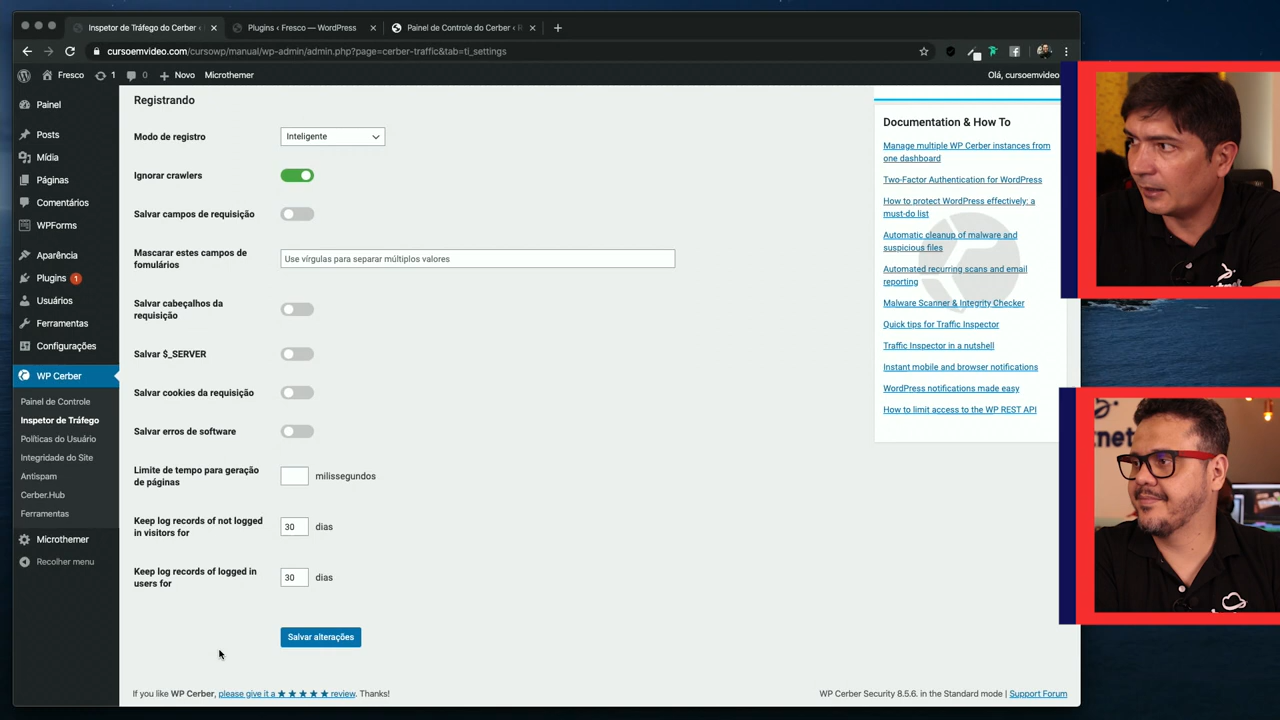 Inspetor de Tráfego do Cerber ‹
Plugins ‹ Fresco — WordPress
Painel de Controle do Cerber ‹
cursoemvideo.com/cursowp/manual/wp-admin/admin.php?page=cerber-traffic&tab=ti_settings
Fresco
1
0
Novo
Microthemer
Olá, cursoemvideo
Painel
Posts
Mídia
Páginas
Comentários
WPForms
Aparência
Plugins 1
Usuários
Ferramentas
Configurações
WP Cerber
Painel de Controle
Inspetor de Tráfego
Políticas do Usuário
Integridade do Site
Antispam
Cerber.Hub
Ferramentas
Microthemer
Recolher menu
Registrando
Modo de registro
Inteligente
Ignorar crawlers
Salvar campos de requisição
Mascarar estes campos de
fomulários
Use vírgulas para separar múltiplos valores
Salvar cabeçalhos da
requisição
Salvar $_SERVER
Salvar cookies da requisição
Salvar erros de software
Limite de tempo para geração
de páginas
milissegundos
Keep log records of not logged
in visitors for
30 dias
Keep log records of logged in
users for
30 dias
Salvar alterações
If you like WP Cerber, please give it a ★ ★ ★ ★ ★ review. Thanks!
WP Cerber Security 8.5.6. in the Standard mode | Support Forum
Documentation & How To
Manage multiple WP Cerber instances from
one dashboard
Two-Factor Authentication for WordPress
How to protect WordPress effectively: a
must-do list
Automatic cleanup of malware and
suspicious files
Automated recurring scans and email
reporting
Malware Scanner & Integrity Checker
Quick tips for Traffic Inspector
Traffic Inspector in a nutshell
Instant mobile and browser notifications
WordPress notifications made easy
How to limit access to the WP REST API